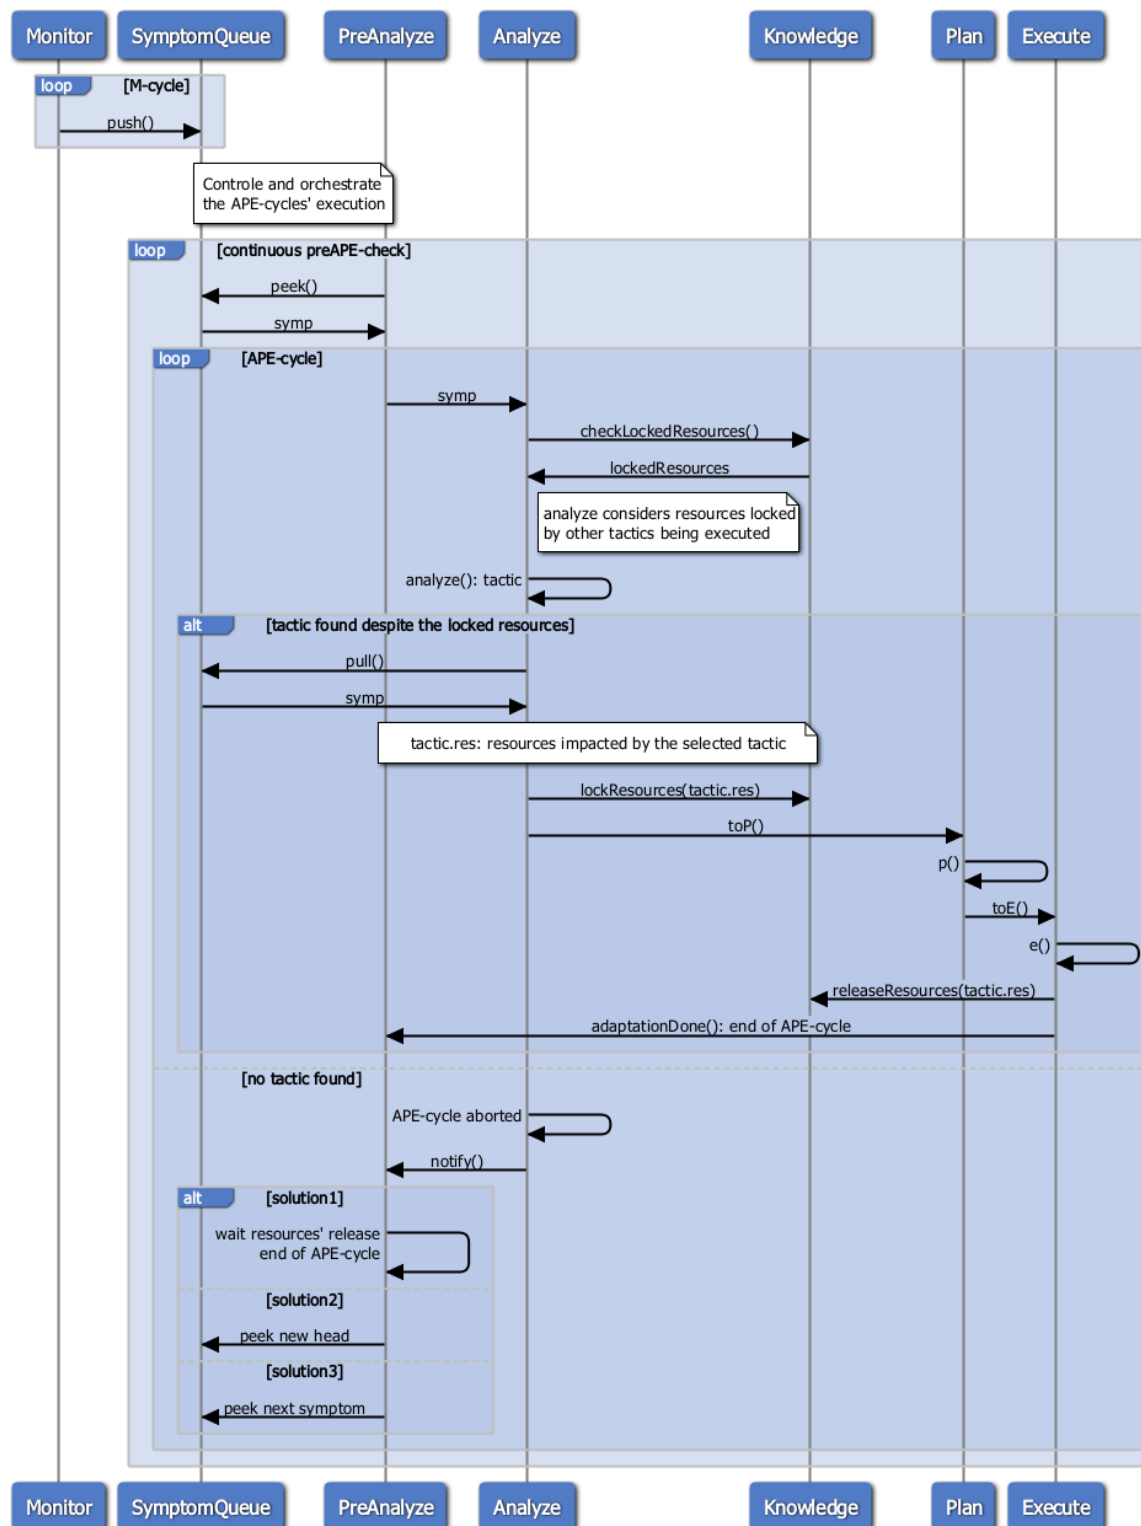 Monitor SymptomQueue PreAnalyze Analyze Knowledge Plan Execute
loop [M-cycle]
push()
Controle and orchestrate
the APE-cycles' execution
loop [continuous preAPE-check]
peek()
symp
loop [APE-cycle]
symp
checkLockedResources()
lockedResources
analyze considers resources locked
by other tactics being executed
analyze(): tactic
alt [tactic found despite the locked resources]
pull()
symp
tactic.res: resources impacted by the selected tactic
lockResources(tactic.res)
toP()
p()
toE()
e()
releaseResources(tactic.res)
adaptationDone(): end of APE-cycle
[no tactic found]
APE-cycle aborted
notify()
alt [solution1]
wait resources' release
end of APE-cycle
[solution2]
peek new head
[solution3]
peek next symptom
Monitor SymptomQueue PreAnalyze Analyze Knowledge Plan Execute